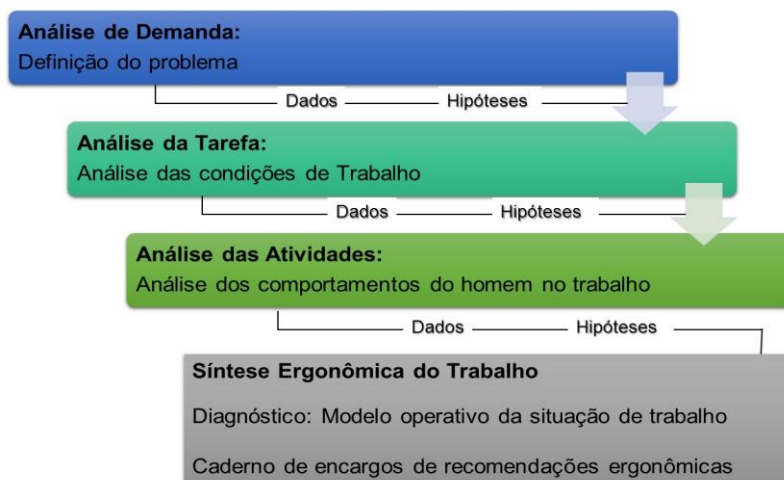 Análise de Demanda:
Definição do problema
Dados Hipóteses
Análise da Tarefa:
Análise das condições de Trabalho
Dados Hipóteses
Análise das Atividades:
Análise dos comportamentos do homem no trabalho
Dados Hipóteses
Síntese Ergonômica do Trabalho
Diagnóstico: Modelo operativo da situação de trabalho
Caderno de encargos de recomendações ergonômicas